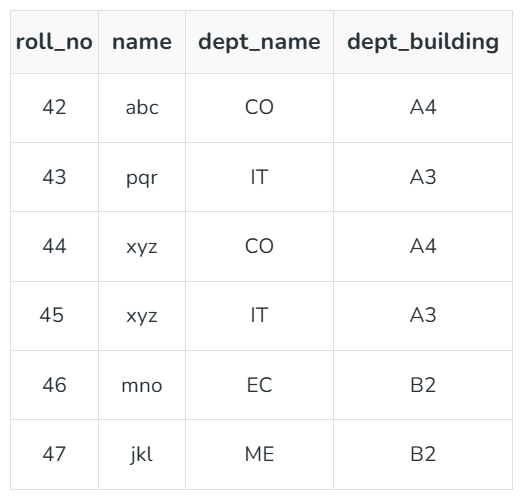 roll_no name dept_name dept_building
42 abc CO A4
43 pqr IT A3
44 xyz CO A4
45 xyz IT A3
46 mno EC B2
47 jkl ME B2